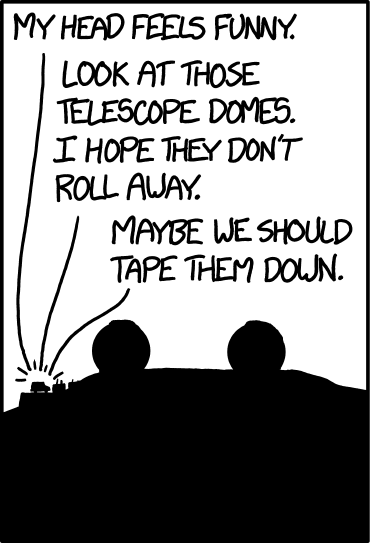 MY HEAD FEELS FUNNY.
LOOK AT THOSE
TELESCOPE DOMES.
I HOPE THEY DON'T
ROLL AWAY.
MAYBE WE SHOULD
TAPE THEM DOWN.